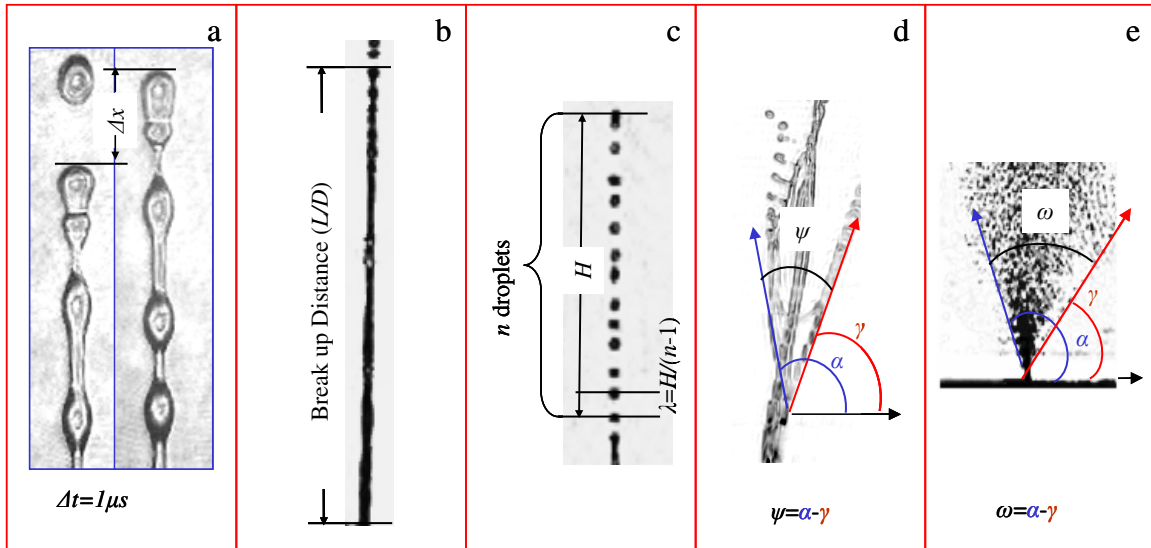 a
Δx
Δt=1μs
b
Break up Distance (L/D)
c
n droplets
H
λ=H/(n-1)
d
ψ
γ
α
ψ=α-γ
e
ω
γ
α
ω=α-γ